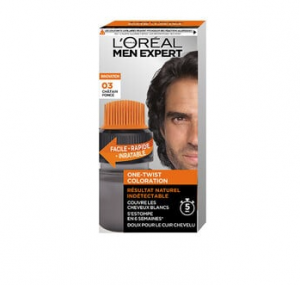 L'ORÉAL
MEN EXPERT
INNOVATION
03
CHÂTAIN
FONCÉ
FACILE • RAPIDE •
INRATABLE
ONE-TWIST
COLORATION
RÉSULTAT NATUREL
INDÉTECTABLE
COUVRE LES
CHEVEUX BLANCS
S'ESTOMPE
EN 6 SEMAINES*
DOUX POUR LE CUIR CHEVELU
5